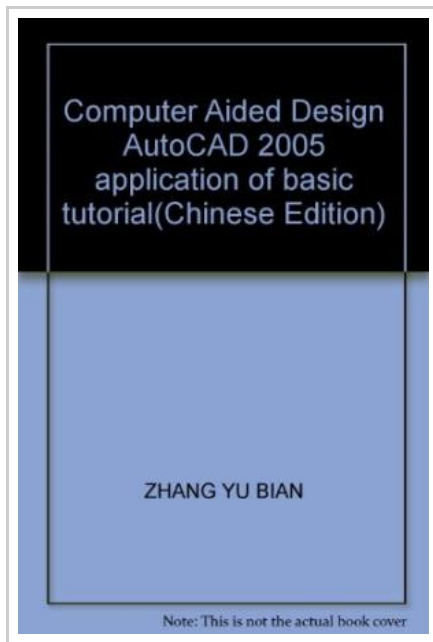 Computer Aided Design
AutoCAD 2005
application of basic
tutorial(Chinese Edition)
ZHANG YU BIAN
Note: This is not the actual book cover